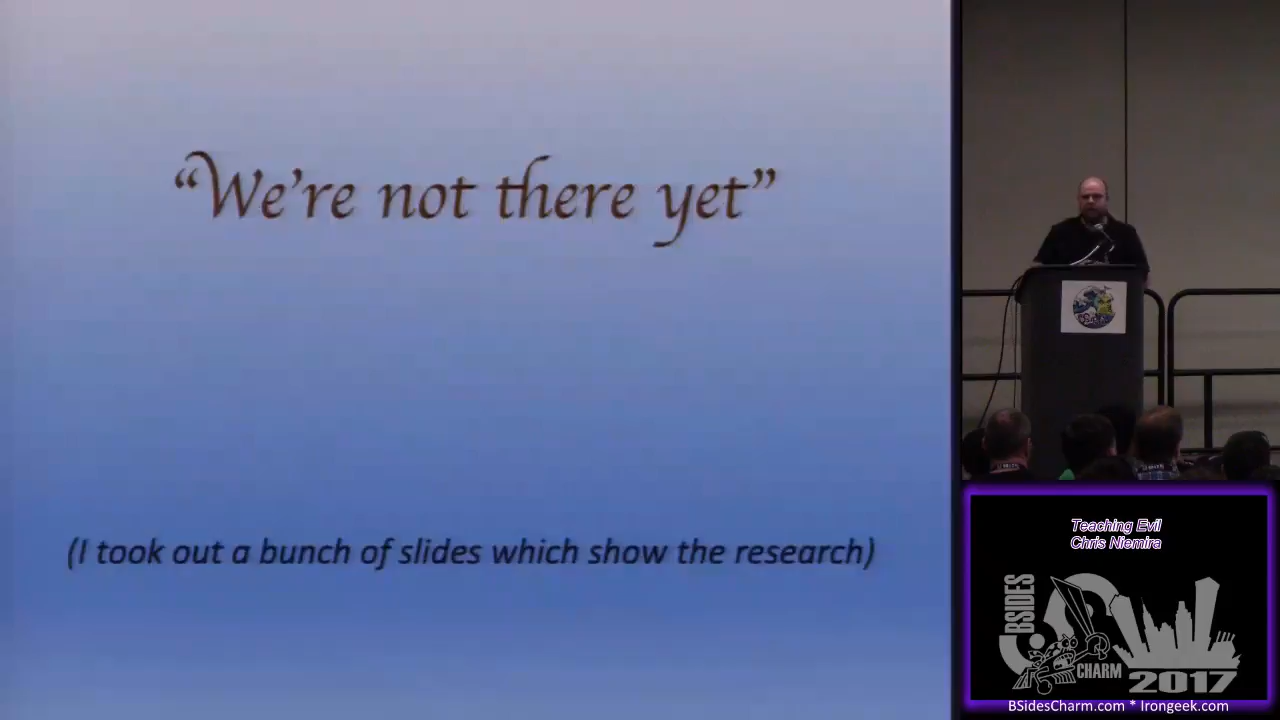 “We’re not there yet”
(I took out a bunch of slides which show the research)
Teaching Evil
Chris Niemira
BSIDES
CHARM
2017
BSidesCharm.com * Irongeek.com